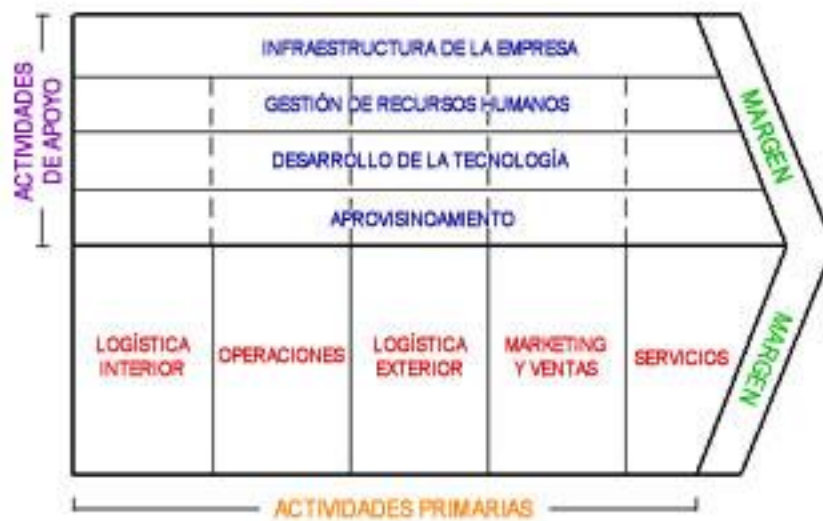 ACTIVIDADES
DE APOYO
INFRAESTRUCTURA DE LA EMPRESA
GESTIÓN DE RECURSOS HUMANOS
DESARROLLO DE LA TECNOLOGÍA
APROVISINOAMIENTO
MARGEN
LOGÍSTICA
INTERIOR
OPERACIONES
LOGÍSTICA
EXTERIOR
MARKETING
Y VENTAS
SERVICIOS
MARGEN
ACTIVIDADES PRIMARIAS